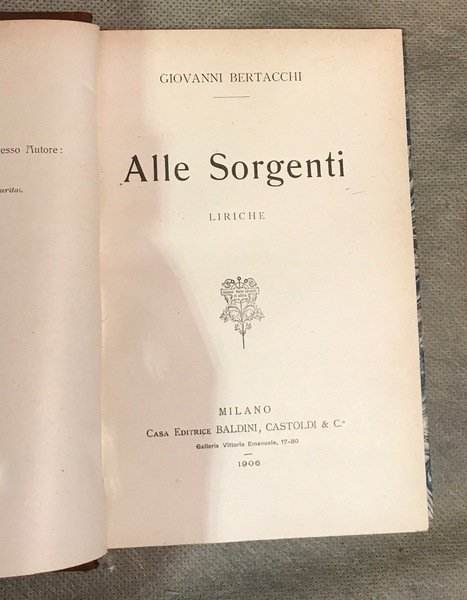 esso Autore:
GIOVANNI BERTACCHI
Alle Sorgenti
LIRICHE
MILANO
CASA EDITRICE BALDINI, CASTOLDI & C.º
Galleria Vittorio Emanuele, 17-80
1906